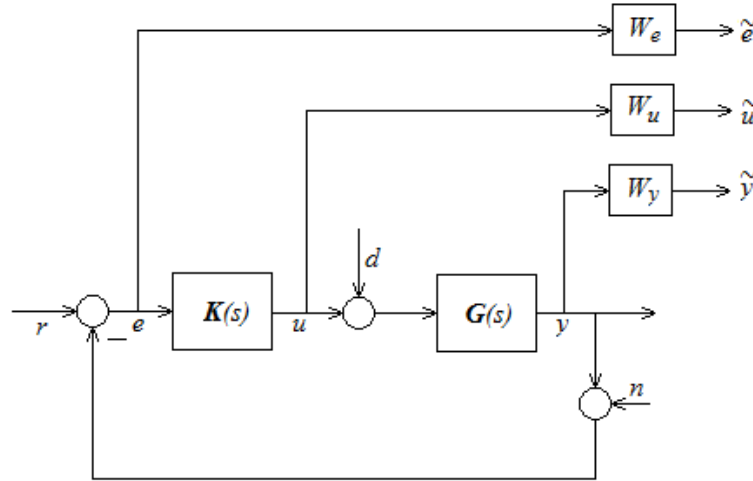 W_e ẽ
W_u ũ
W_y ỹ
d
r − e K(s) u G(s) y
n